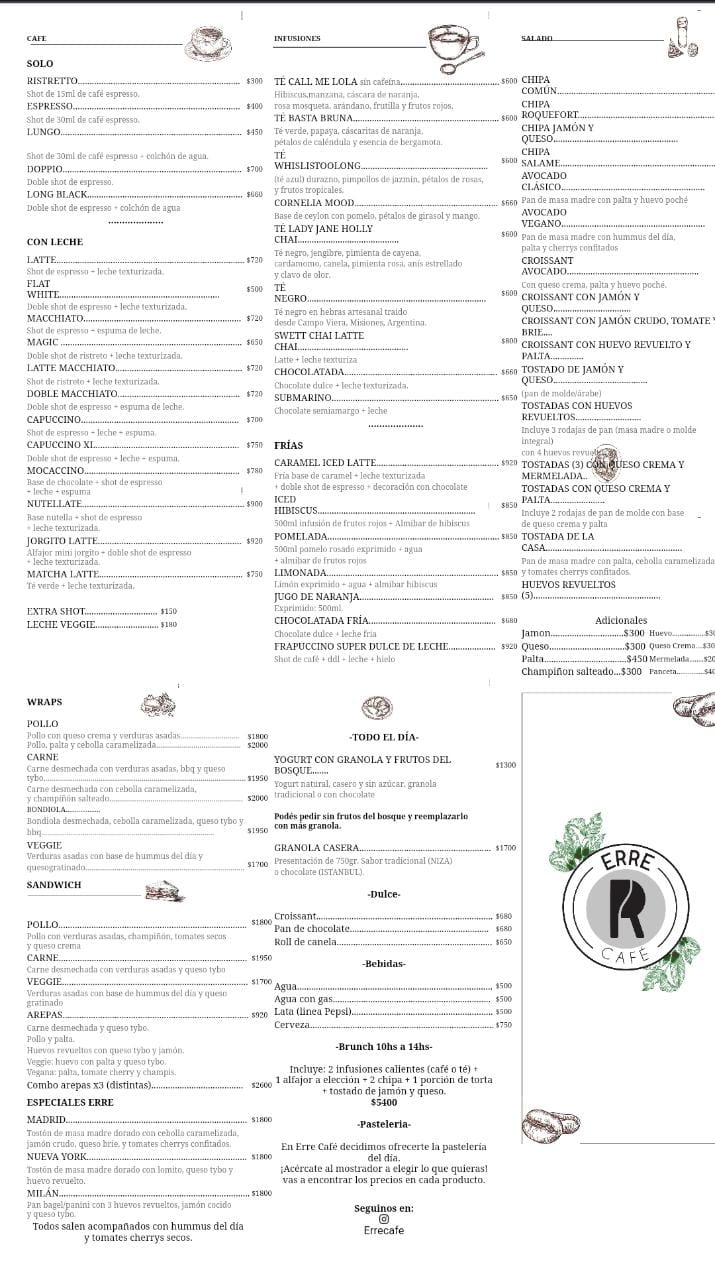 CAFE
SOLO
RISTRETTO.......................................................................... $300
Shot de 15ml de café espresso.
ESPRESSO............................................................................ $400
Shot de 30ml de café espresso.
LUNGO................................................................................. $450
Shot de 30ml de café espresso + colchón de agua.
DOPPIO................................................................................ $700
Doble shot de espresso.
LONG BLACK....................................................................... $660
Doble shot de espresso + colchón de agua
....................
CON LECHE
LATTE................................................................................... $720
Shot de espresso + leche texturizada.
FLAT
WHITE......................................................... $500
Doble shot de espresso + leche texturizada.
MACCHIATO........................................................................ $720
Shot de espresso + espuma de leche.
MAGIC .................................................................................. $650
Doble shot de ristreto + leche texturizada.
LATTE MACCHIATO............................................................ $720
Shot de ristreto + leche texturizada.
DOBLE MACCHIATO............................................................ $720
Doble shot de espresso + espuma de leche.
CAPUCCINO......................................................................... $700
Shot de espresso + leche + espuma.
CAPUCCINO XL.................................................................... $750
Doble shot de espresso + leche + espuma.
MOCACCINO........................................................................ $780
Base de chocolate + shot de espresso
+ leche + espuma
NUTELLATE......................................................................... $900
Base nutella + shot de espresso
+ leche texturizada.
JORGITO LATTE................................................................... $920
Alfajor mini jorgito + doble shot de espresso
+ leche texturizada.
MATCHA LATTE................................................................... $750
Té verde + leche texturizada.
EXTRA SHOT.......................... $150
LECHE VEGGIE....................... $180
INFUSIONES
TÉ CALL ME LOLA sin cafeína.................................... $600
Hibiscus,manzana, cáscara de naranja,
rosa mosqueta, arándano, frutilla y frutos rojos.
TÉ BASTA BRUNA....................................................... $600
Té verde, papaya, cáscaritas de naranja,
pétalos de caléndula y esencia de bergamota.
TÉ
WHISLISTOOLONG.............................................. $600
(té azul) durazno, pimpollos de jazmín, pétalos de rosas,
y frutos tropicales.
CORNELIA MOOD..................................................... $660
Base de ceylon con pomelo, pétalos de girasol y mango.
TÉ LADY JANE HOLLY
CHAI.................................... $600
Té negro, jengibre, pimienta de cayena,
cardamomo, canela, pimienta rosa, anís estrellado
y clavo de olor.
TÉ
NEGRO................................................................ $600
Té negro en hebras artesanal traído
desde Campo Viera, Misiones, Argentina.
SWETT CHAI LATTE
CHAI....................................... $800
Latte + leche texturiza
CHOCOLATADA......................................................... $660
Chocolate dulce + leche texturizada.
SUBMARINO.............................................................. $650
Chocolate semiamargo + leche
....................
FRÍAS
CARAMEL ICED LATTE.............................................. $920
Fría base de caramel + leche texturizada
+ doble shot de espresso + decoración con chocolate
ICED
HIBISCUS............................................................. $850
500ml infusión de frutos rojos + Almibar de hibiscus
POMELADA................................................................ $850
500ml pomelo rosado exprimido + agua
+ almibar de frutos rojos
LIMONADA................................................................. $850
Limón exprimido + agua + almibar hibiscus
JUGO DE NARANJA.................................................... $850
Exprimido: 500ml.
CHOCOLATADA FRÍA................................................. $680
Chocolate dulce + leche fria
FRAPUCCINO SUPER DULCE DE LECHE................. $920
Shot de café + ddl + leche + hielo
SALADO
CHIPA
COMÚN..........................................................
CHIPA
ROQUEFORT.................................................
CHIPA JAMÓN Y
QUESO............................................
CHIPA
SALAME........................................................
AVOCADO
CLÁSICO...................................................
Pan de masa madre con palta y huevo poché
AVOCADO
VEGANO....................................................
Pan de masa madre con hummus del día,
palta y cherrys confitados
CROISSANT
AVOCADO...............................................
Con queso crema, palta y huevo poché.
CROISSANT CON JAMÓN Y
QUESO............................
CROISSANT CON JAMÓN CRUDO, TOMATE Y
BRIE....
CROISSANT CON HUEVO REVUELTO Y
PALTA.............
TOSTADO DE JAMÓN Y
QUESO..................................
(pan de molde/árabe)
TOSTADAS CON HUEVOS
REVUELTOS.............................
Incluye 3 rodajas de pan (masa madre o molde
integral)
con 4 huevos revueltos
TOSTADAS (3) CON QUESO CREMA Y
MERMELADA..
TOSTADAS CON QUESO CREMA Y
PALTA...................
Incluye 2 rodajas de pan de molde con base
de queso crema y palta
TOSTADA DE LA
CASA..............................................
Pan de masa madre con palta, cebolla caramelizada
y tomates cherrys confitados.
HUEVOS REVUELTOS
(5)..........................................
Adicionales
Jamon.......................$300 Huevo..................$30
Queso.......................$300 Queso Crema...$30
Palta.........................$450 Mermelada.......$20
Champiñon salteado...$300 Panceta..............$40
WRAPS
POLLO
Pollo con queso crema y verduras asadas.............................. $1800
Pollo, palta y cebolla caramelizada........................................ $2000
CARNE
Carne desmechada con verduras asadas, bbq y queso
tybo......................................................................................... $1950
Carne desmechada con cebolla caramelizada,
y champiñón salteado............................................................. $2000
BONDIOLA.................
Bondiola desmechada, cebolla caramelizada, queso tybo y
bbq................................................................ $1950
VEGGIE
Verduras asadas con base de hummus del día y
quesogratinado........................................................................ $1700
SANDWICH
POLLO................................................................................... $1800
Pollo con verduras asadas, champiñón, tomates secos
y queso crema
CARNE................................................................................... $1950
Carne desmechada con verduras asadas y queso tybo
VEGGIE.................................................................................. $1700
Verduras asadas con base de hummus del día y queso
gratinado
AREPAS.................................................................................. $920
Carne desmechada y queso tybo.
Pollo y palta.
Huevos revueltos con queso tybo y jamón.
Veggie: huevo con palta y queso tybo.
Vegana: palta, tomate cherry y champis.
Combo arepas x3 (distintas)................................ $2600
ESPECIALES ERRE
MADRID................................................................................. $1800
Tostón de masa madre dorado con cebolla caramelizada,
jamón crudo, queso brie, y tomates cherrys confitados.
NUEVA YORK........................................................................ $1800
Tostón de masa madre dorado con lomito, queso tybo y
huevo revuelto.
MILÁN.................................................................................... $1800
Pan bagel/panini con 3 huevos revueltos, jamón cocido
y queso tybo.
Todos salen acompañados con hummus del día
y tomates cherrys secos.
-TODO EL DÍA-
YOGURT CON GRANOLA Y FRUTOS DEL
BOSQUE....... $1300
Yogurt natural, casero y sin azúcar, granola
tradicional o con chocolate
Podés pedir sin frutos del bosque y reemplazarlo
con más granola.
GRANOLA CASERA..................................................... $1700
Presentación de 750gr. Sabor tradicional (NIZA)
o chocolate (ISTANBUL).
-Dulce-
Croissant............................................................... $680
Pan de chocolate................................................... $680
Roll de canela........................................................ $650
-Bebidas-
Agua....................................................................... $500
Agua con gas......................................................... $500
Lata (linea Pepsi).................................................. $500
Cerveza.................................................................. $750
-Brunch 10hs a 14hs-
Incluye: 2 infusiones calientes (café o té) +
1 alfajor a elección + 2 chipa + 1 porción de torta
+ tostado de jamón y queso.
$5400
-Pasteleria-
En Erre Café decidimos ofrecerte la pastelería
del día.
¡Acércate al mostrador a elegir lo que quieras!
vas a encontrar los precios en cada producto.
Seguinos en:
Errecafe
ERRE
R
CAFÉ